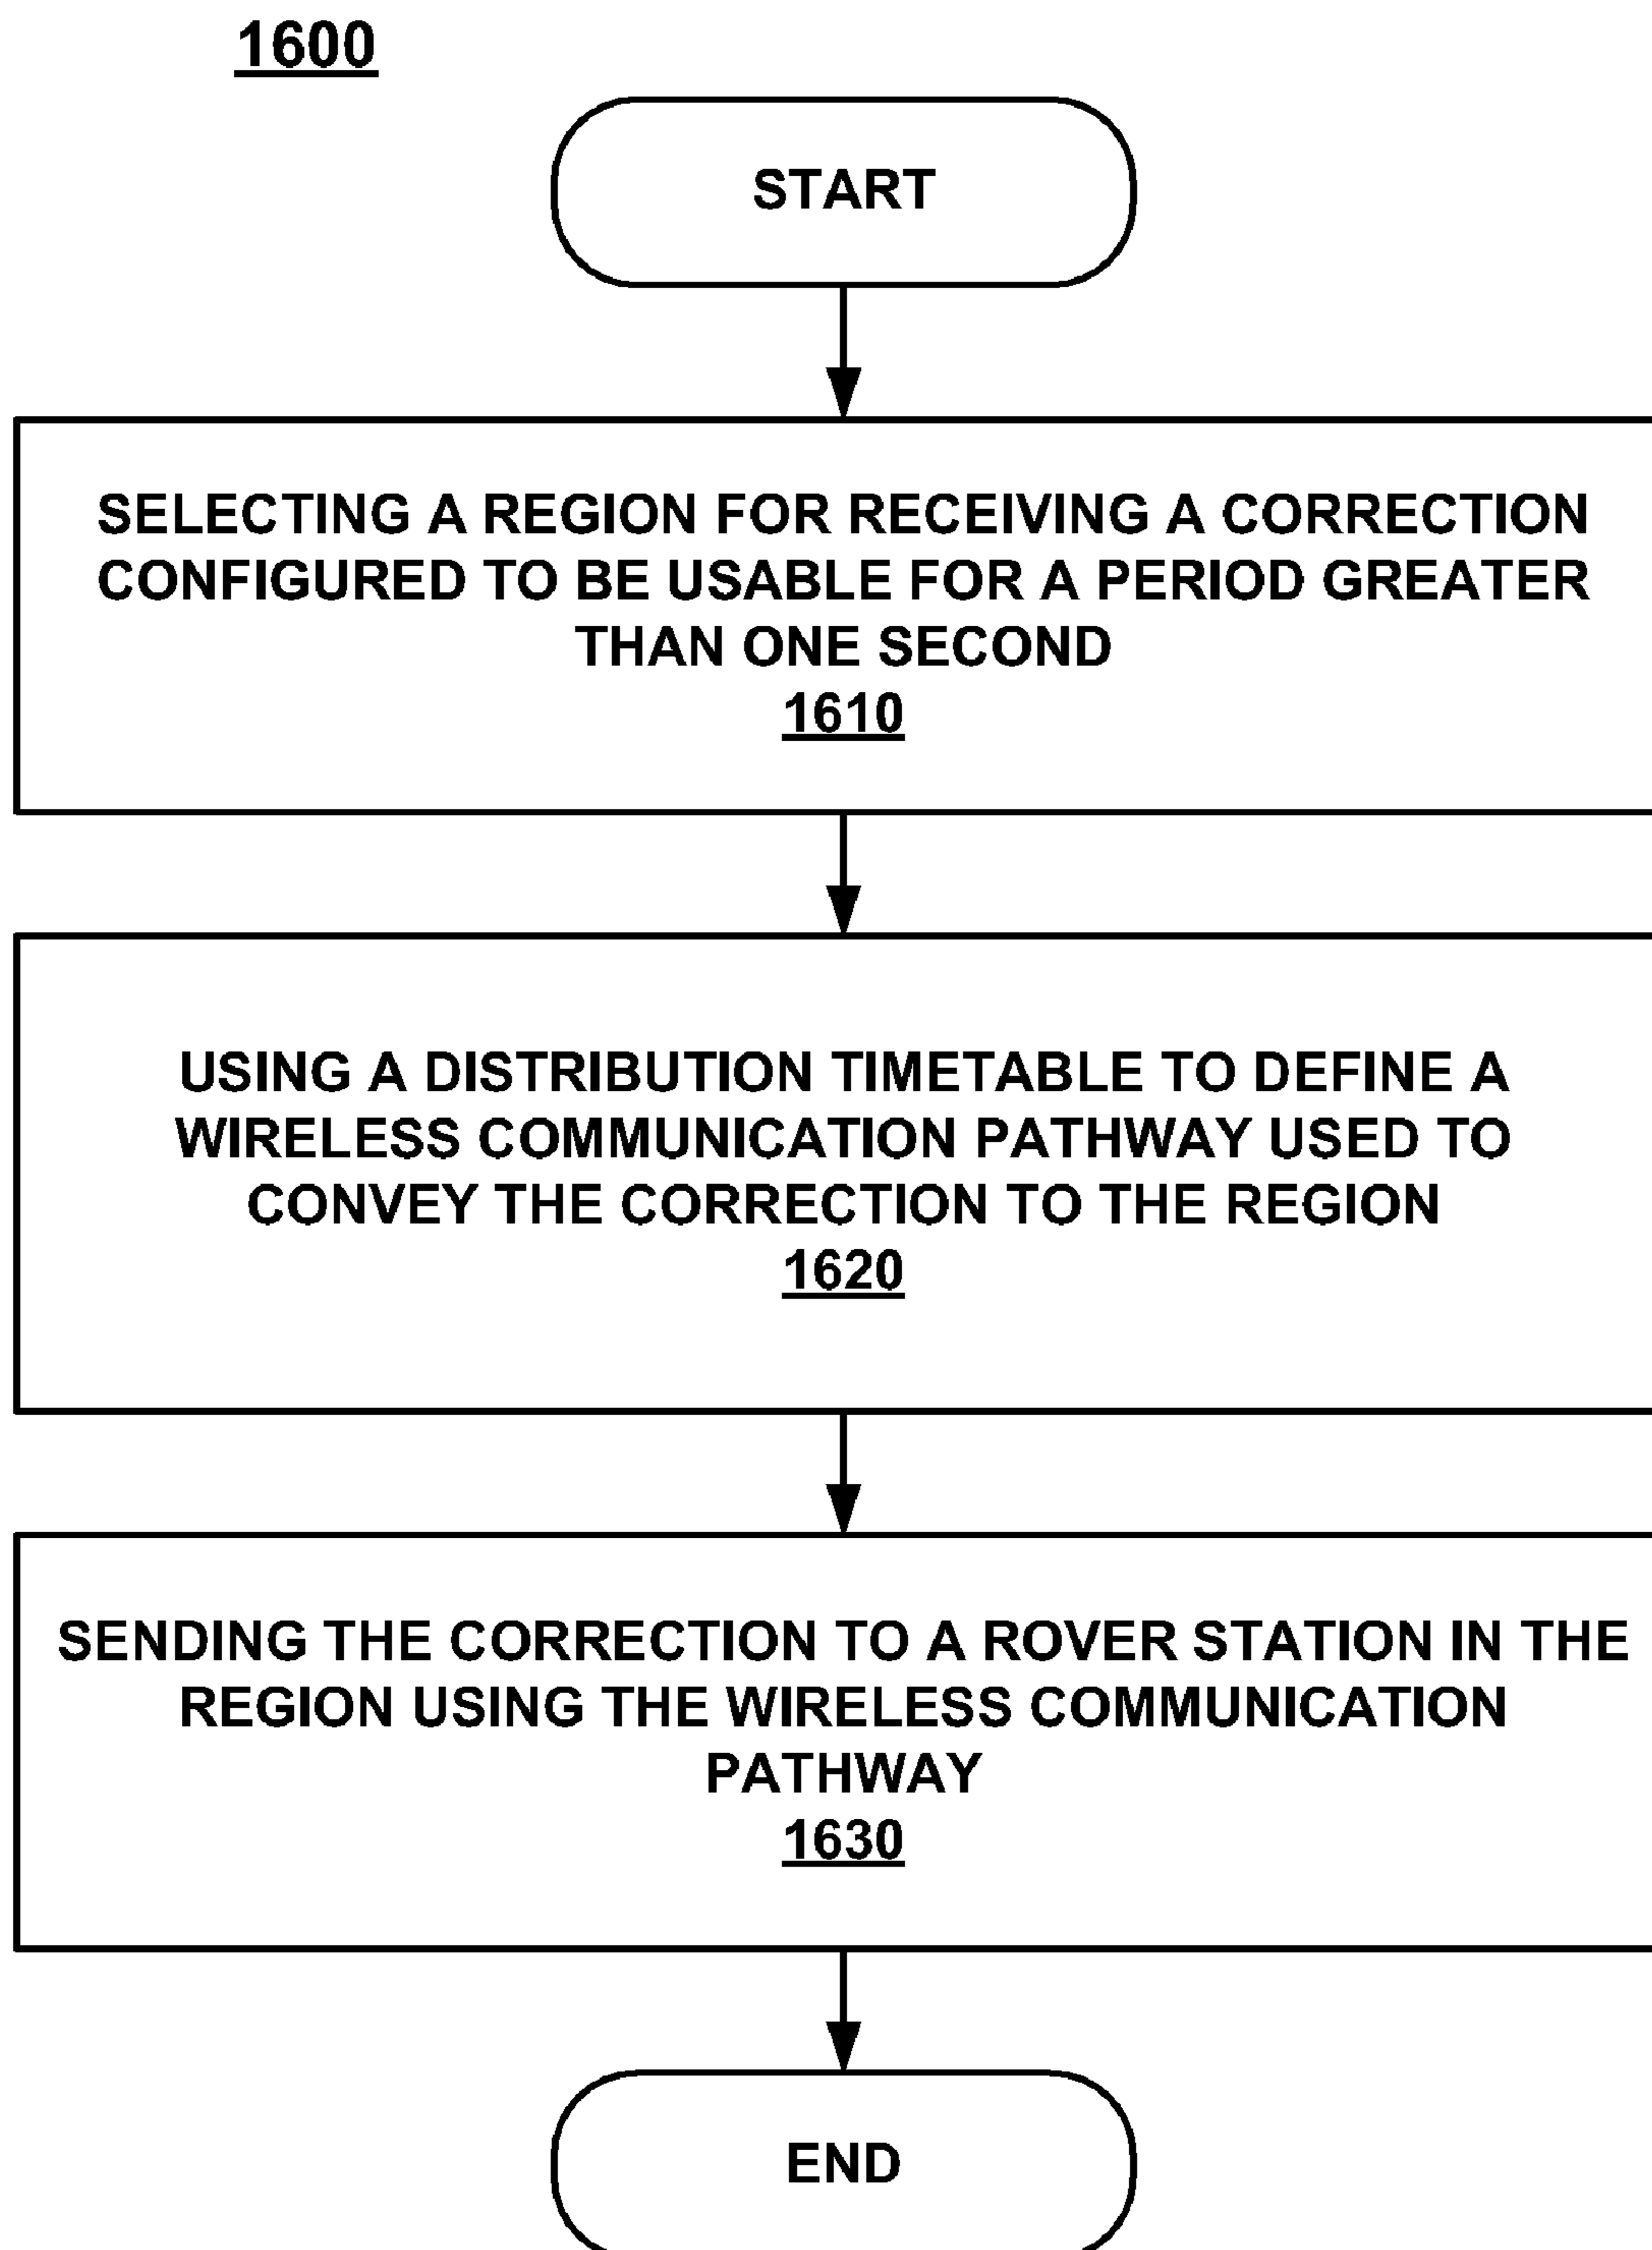 1600
START
SELECTING A REGION FOR RECEIVING A CORRECTION
CONFIGURED TO BE USABLE FOR A PERIOD GREATER
THAN ONE SECOND
1610
USING A DISTRIBUTION TIMETABLE TO DEFINE A
WIRELESS COMMUNICATION PATHWAY USED TO
CONVEY THE CORRECTION TO THE REGION
1620
SENDING THE CORRECTION TO A ROVER STATION IN THE
REGION USING THE WIRELESS COMMUNICATION
PATHWAY
1630
END